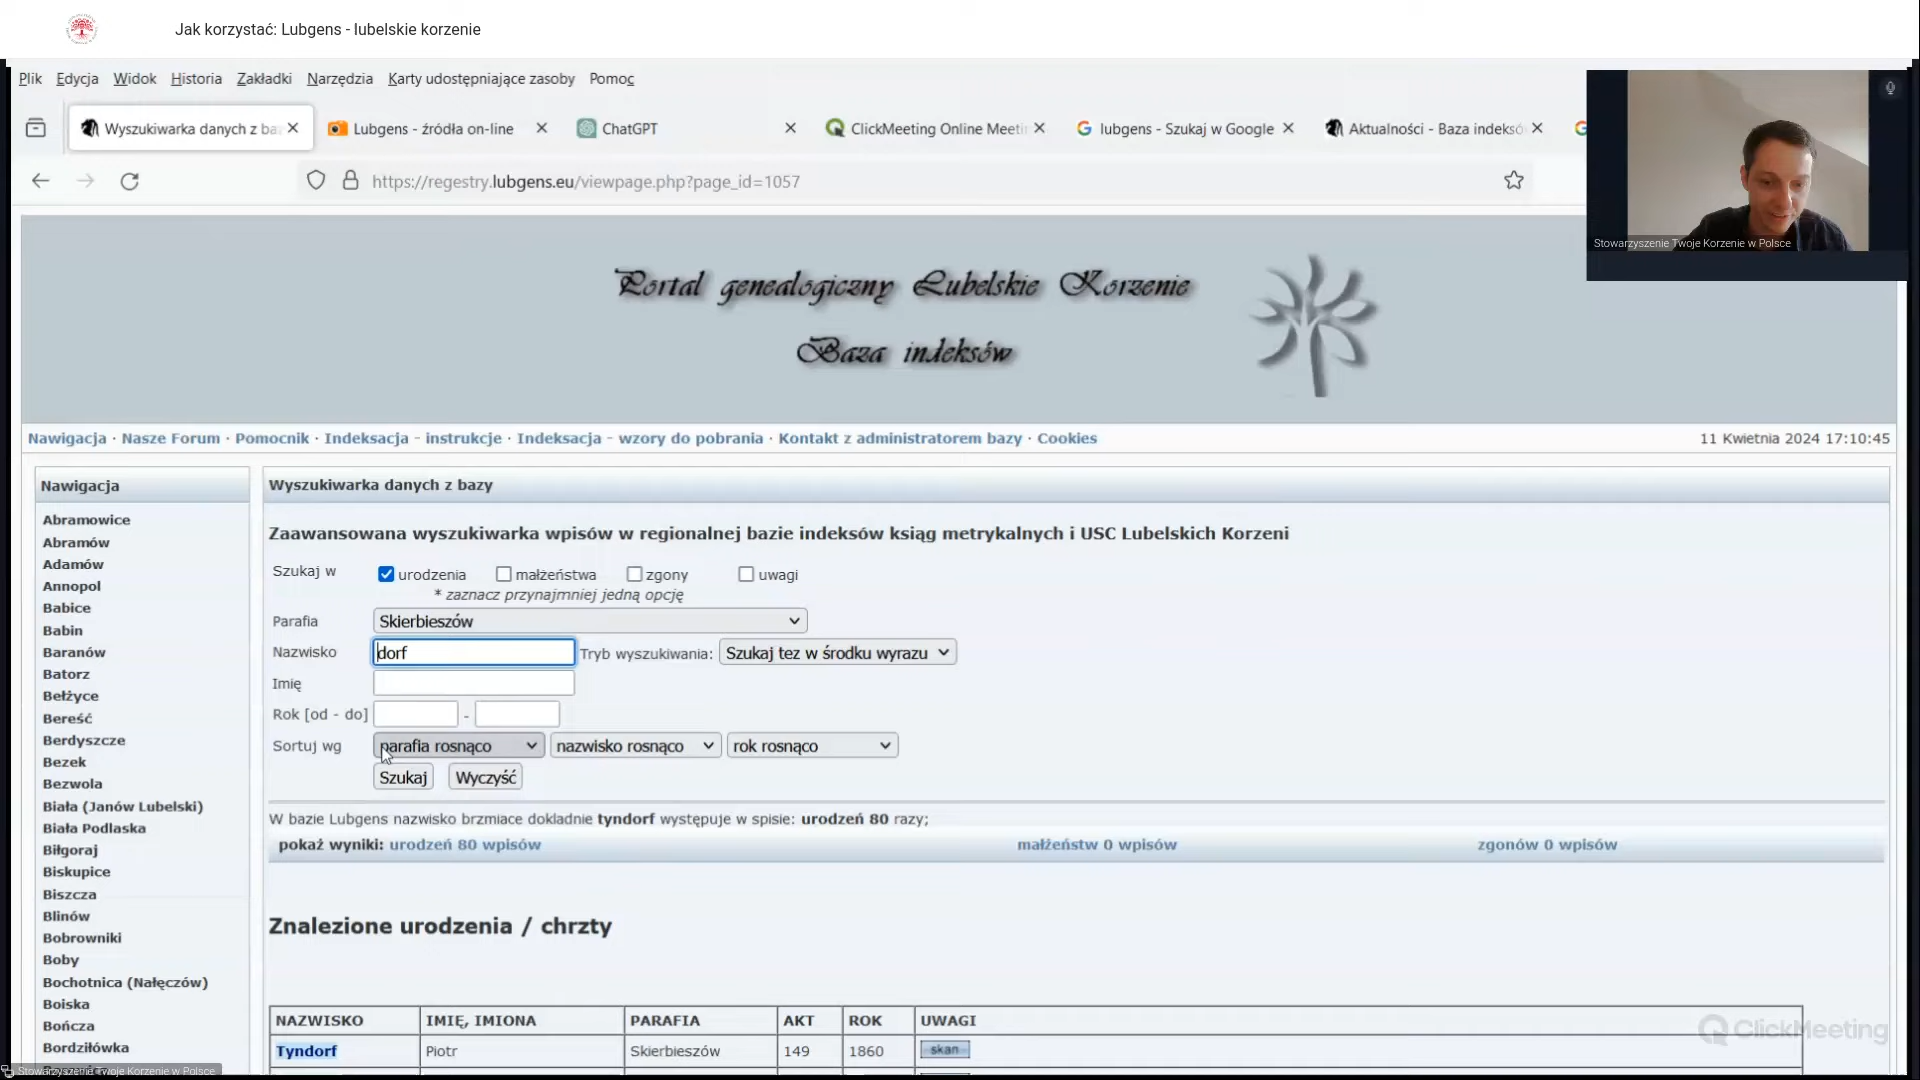 Jak korzystać: Lubgens - lubelskie korzenie
Plik Edycja Widok Historia Zakładki Narzędzia Karty udostępniające zasoby Pomoc
Wyszukiwarka danych z ba
Lubgens - źródła on-line
ChatGPT
ClickMeeting Online Meeti
lubgens - Szukaj w Google
Aktualności - Baza indeksó
https://regestry.lubgens.eu/viewpage.php?page_id=1057
Stowarzyszenie Twoje Korzenie w Polsce
Portal genealogiczny Lubelskie Korzenie
Baza indeksów
Nawigacja · Nasze Forum · Pomocnik · Indeksacja - instrukcje · Indeksacja - wzory do pobrania · Kontakt z administratorem bazy · Cookies
11 Kwietnia 2024 17:10:45
Nawigacja
Abramowice
Abramów
Adamów
Annopol
Babice
Babin
Baranów
Batorz
Bełżyce
Bereść
Berdyszcze
Bezek
Bezwola
Biała (Janów Lubelski)
Biała Podlaska
Biłgoraj
Biskupice
Biszcza
Blinów
Bobrowniki
Boby
Bochotnica (Nałęczów)
Boiska
Bończa
Bordziłówka
Wyszukiwarka danych z bazy
Zaawansowana wyszukiwarka wpisów w regionalnej bazie indeksów ksiąg metrykalnych i USC Lubelskich Korzeni
Szukaj w urodzenia małżeństwa zgony uwagi
* zaznacz przynajmniej jedną opcję
Parafia Skierbieszów
Nazwisko dorf Tryb wyszukiwania: Szukaj tez w środku wyrazu
Imię
Rok [od - do] -
Sortuj wg parafia rosnąco nazwisko rosnąco rok rosnąco
Szukaj Wyczyść
W bazie Lubgens nazwisko brzmiace dokladnie tyndorf występuje w spisie: urodzeń 80 razy;
pokaż wyniki: urodzeń 80 wpisów małżeństw 0 wpisów zgonów 0 wpisów
Znalezione urodzenia / chrzty
NAZWISKO IMIĘ, IMIONA PARAFIA AKT ROK UWAGI
Tyndorf Piotr Skierbieszów 149 1860 skan
ClickMeeting
Stowarzyszenie Twoje Korzenie w Polsce